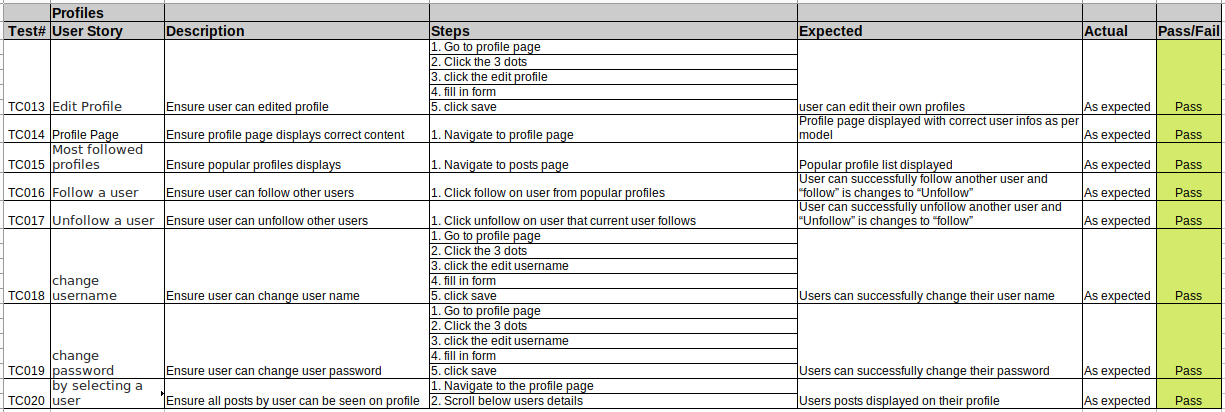 Profiles
Test# User Story Description Steps Expected Actual Pass/Fail
1. Go to profile page
2. Click the 3 dots
3. click the edit profile
4. fill in form
TC013 Edit Profile Ensure user can edited profile 5. click save user can edit their own profiles As expected Pass
Profile page displayed with correct user infos as per
TC014 Profile Page Ensure profile page displays correct content 1. Navigate to profile page model As expected Pass
Most followed
TC015 profiles Ensure popular profiles displays 1. Navigate to posts page Popular profile list displayed As expected Pass
User can successfully follow another user and
TC016 Follow a user Ensure user can follow other users 1. Click follow on user from popular profiles “follow” is changes to “Unfollow” As expected Pass
User can successfully unfollow another user and
TC017 Unfollow a user Ensure user can unfollow other users 1. Click unfollow on user that current user follows “Unfollow” is changes to “follow” As expected Pass
1. Go to profile page
2. Click the 3 dots
3. click the edit username
change 4. fill in form
TC018 username Ensure user can change user name 5. click save Users can successfully change their user name As expected Pass
1. Go to profile page
2. Click the 3 dots
3. click the edit username
change 4. fill in form
TC019 password Ensure user can change user password 5. click save Users can successfully change their password As expected Pass
by selecting a 1. Navigate to the profile page
TC020 user Ensure all posts by user can be seen on profile 2. Scroll below users details Users posts displayed on their profile As expected Pass